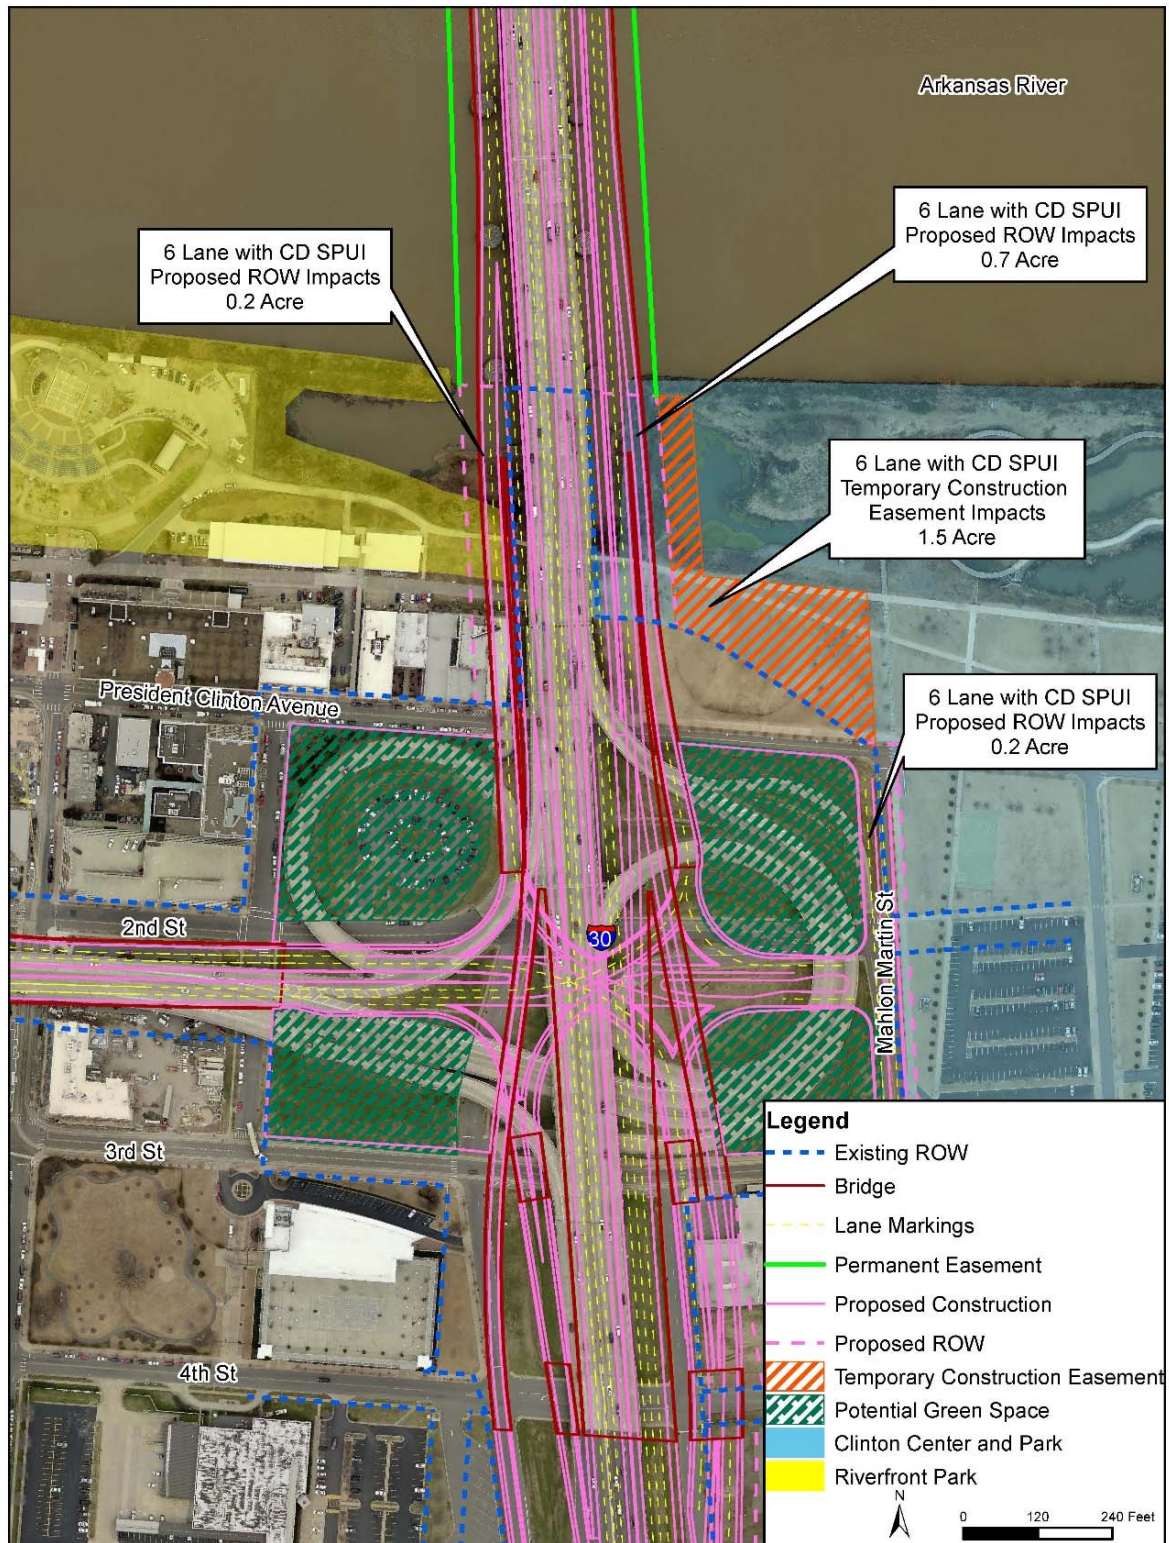 Arkansas River
6 Lane with CD SPUI
Proposed ROW Impacts
0.7 Acre
6 Lane with CD SPUI
Proposed ROW Impacts
0.2 Acre
6 Lane with CD SPUI
Temporary Construction
Easement Impacts
1.5 Acre
6 Lane with CD SPUI
Proposed ROW Impacts
0.2 Acre
President Clinton Avenue
2nd St
30
Mahlon Martin St
3rd St
4th St
Legend
Existing ROW
Bridge
Lane Markings
Permanent Easement
Proposed Construction
Proposed ROW
Temporary Construction Easement
Potential Green Space
Clinton Center and Park
Riverfront Park
N
0 120 240 Feet